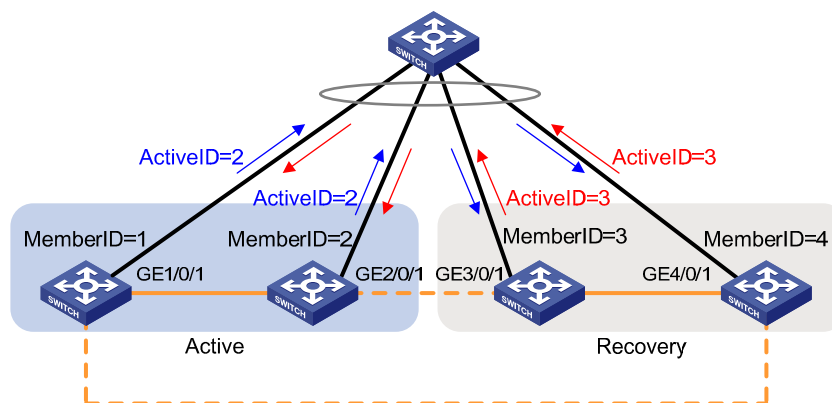 SWITCH
ActiveID=2
ActiveID=3
ActiveID=2
ActiveID=3
MemberID=1
MemberID=2
MemberID=3
MemberID=4
GE1/0/1
GE2/0/1
GE3/0/1
GE4/0/1
SWITCH
SWITCH
SWITCH
SWITCH
Active
Recovery